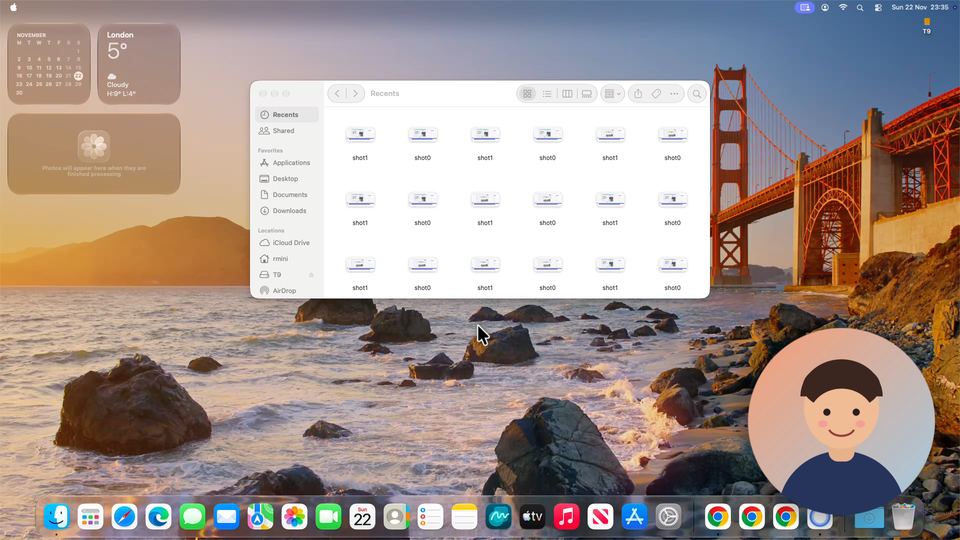 Sun 22 Nov 23:35
T9
NOVEMBER
M T W T F S S
1
2 3 4 5 6 7 8
9 10 11 12 13 14 15
16 17 18 19 20 21 22
23 24 25 26 27 28 29
30
London
5°
Cloudy
H:9° L:4°
Photos will appear here when they are
finished processing
Recents
Recents
Shared
Favorites
Applications
Desktop
Documents
Downloads
Locations
iCloud Drive
rmini
T9
AirDrop
shot1 shot0 shot1 shot0 shot1 shot0
shot1 shot0 shot1 shot0 shot1 shot0
shot1 shot0 shot1 shot0 shot1 shot0
Sun
22
tv